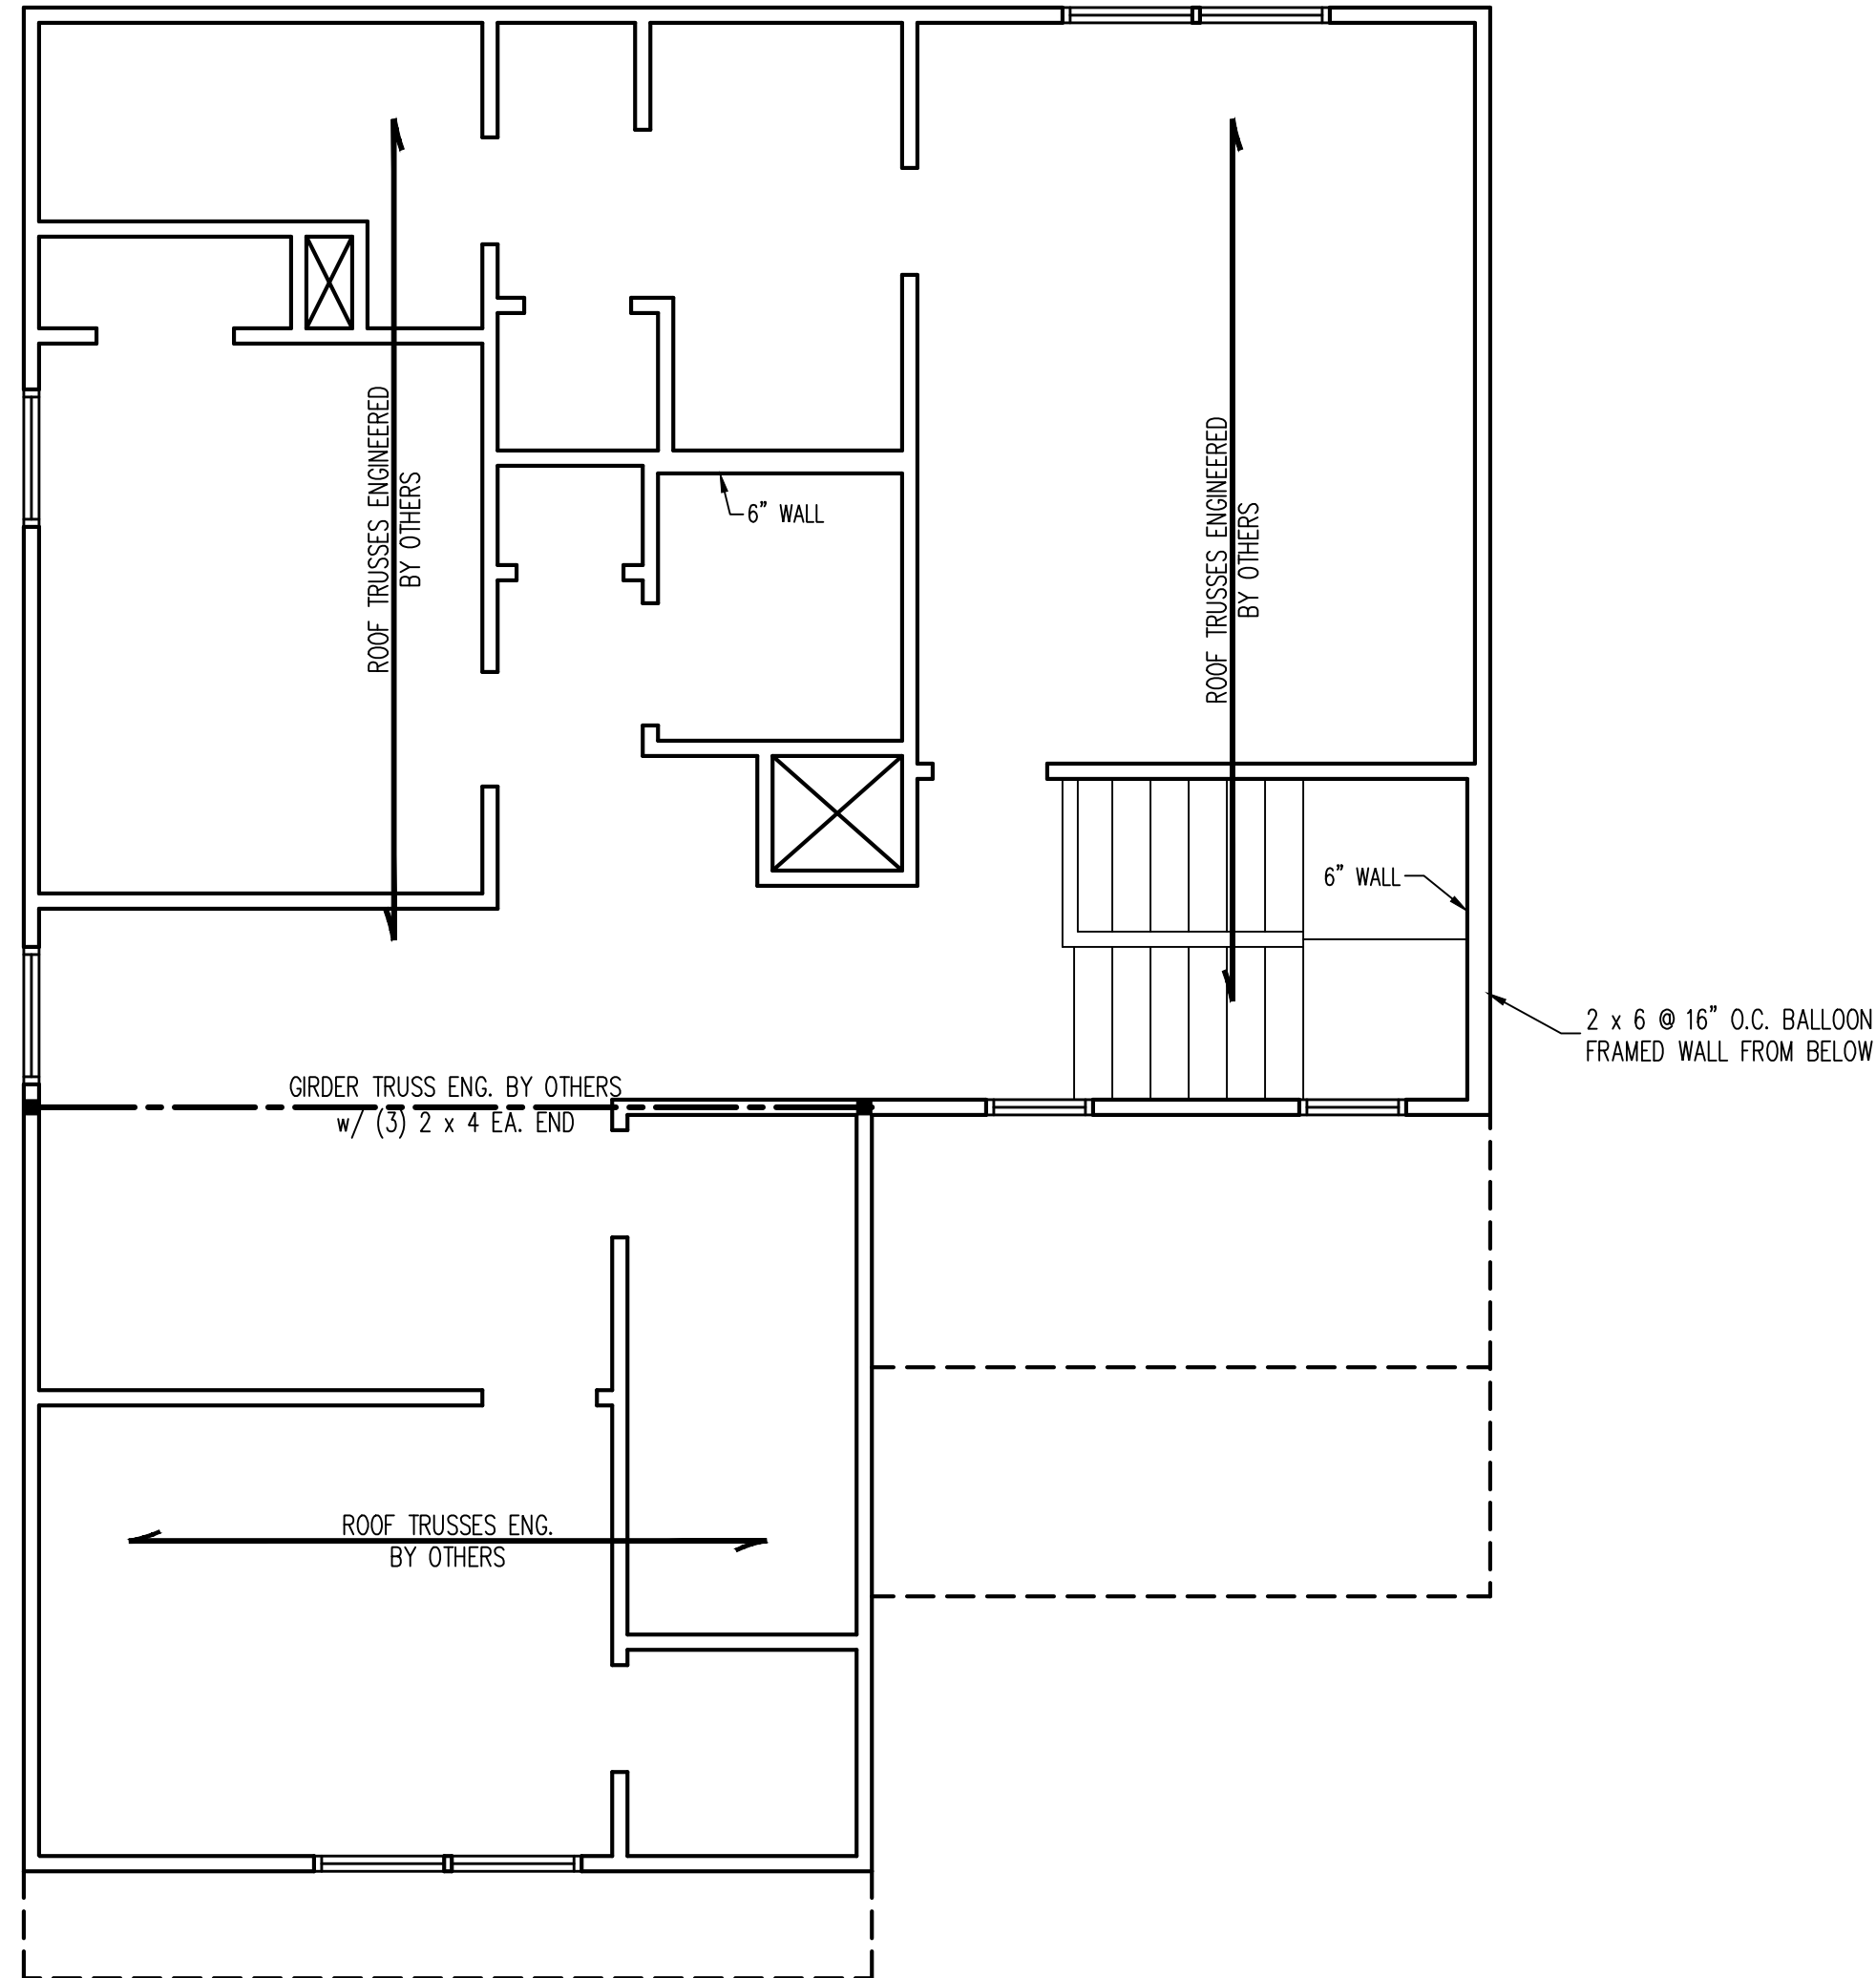 ROOF TRUSSES ENGINEERED
BY OTHERS
ROOF TRUSSES ENGINEERED
BY OTHERS
6" WALL
6" WALL
2 x 6 @ 16" O.C. BALLOON
FRAMED WALL FROM BELOW
GIRDER TRUSS ENG. BY OTHERS
w/ (3) 2 x 4 EA. END
ROOF TRUSSES ENG.
BY OTHERS